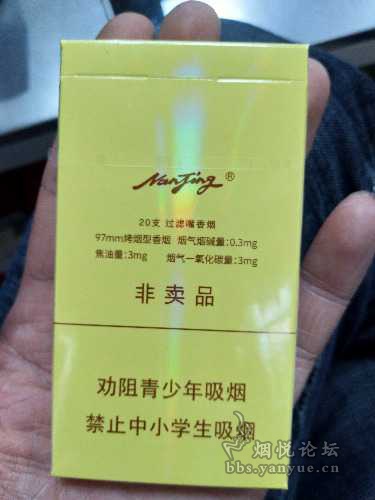 NanJing®
20支 过滤嘴香烟
97mm烤烟型香烟 烟气烟碱量:0.3mg
焦油量:3mg 烟气一氧化碳量:3mg
非卖品
劝阻青少年吸烟
禁止中小学生吸烟
烟悦论坛
bbs.yanyue.cn